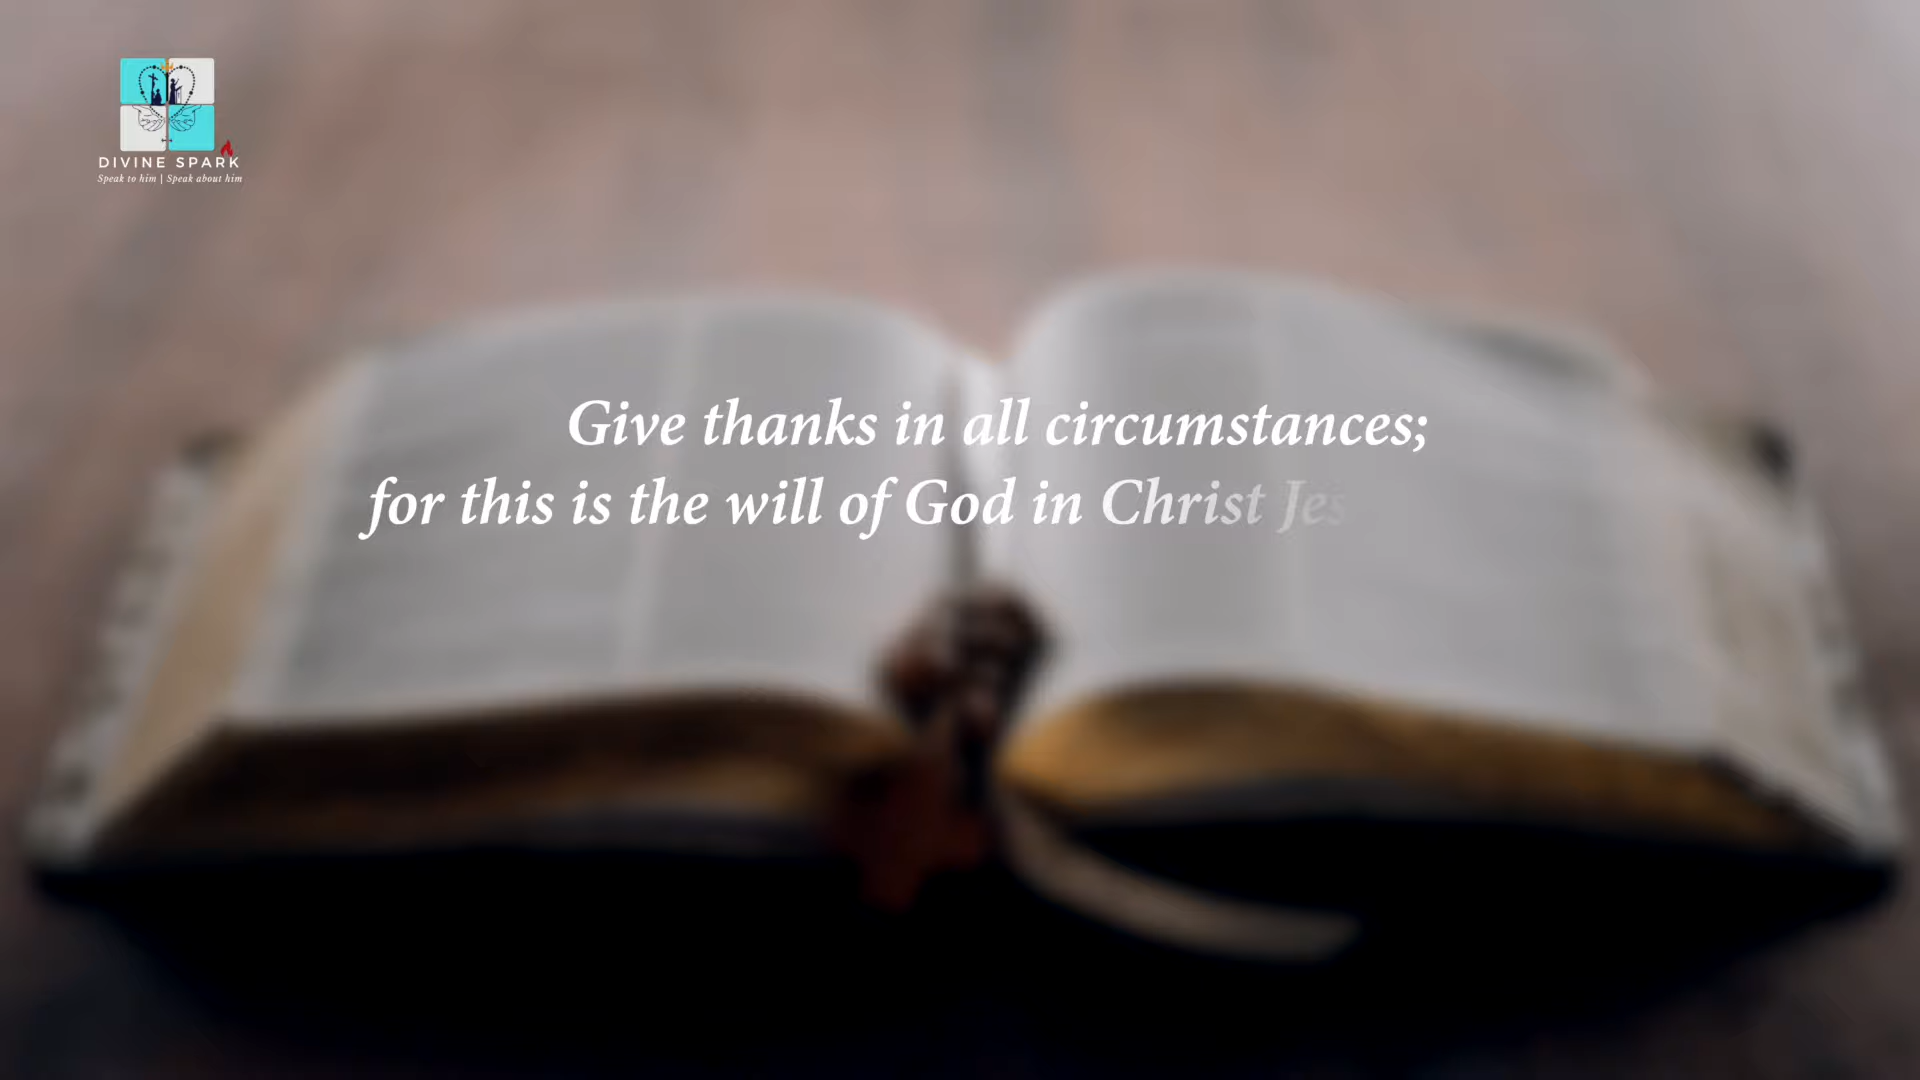 DIVINE SPARK
Speak to him | Speak about him
Give thanks in all circumstances;
for this is the will of God in Christ Jes